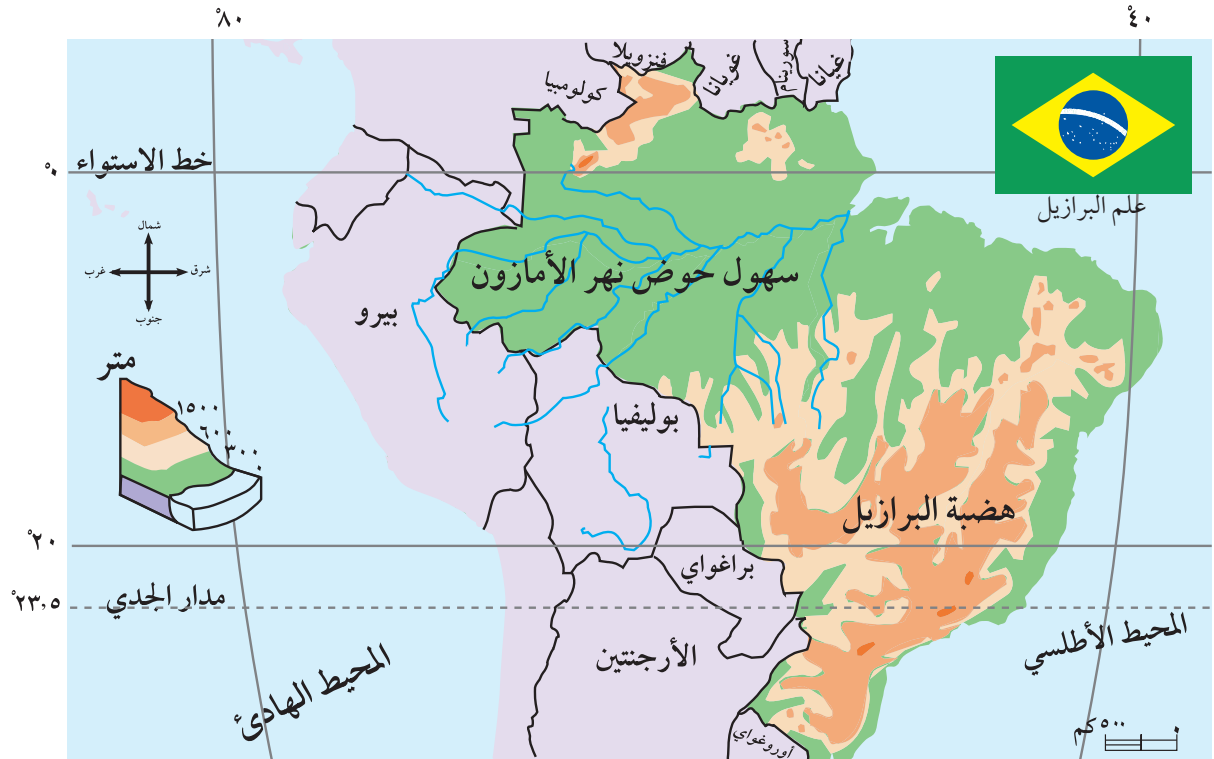 °٨٠
°٤٠
فنزويلا
كولومبيا
غويانا
سورينام
غيانا
خط الاستواء
°٠
علم البرازيل
شمال
شرق
غرب
جنوب
سهول حوض نهر الأمازون
بيرو
متر
١٥٠٠
٦٠٠
٣٠٠
٠
بوليفيا
هضبة البرازيل
°٢٠
براغواي
°٢٣,٥
مدار الجدي
الأرجنتين
المحيط الأطلسي
المحيط الهادئ
أوروغواي
٠
٥٠٠ كم